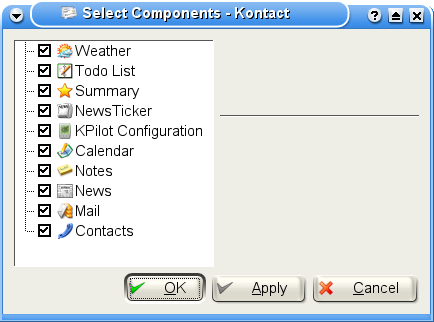 Select Components - Kontact
Weather
Todo List
Summary
NewsTicker
KPilot Configuration
Calendar
Notes
News
Mail
Contacts
OK Apply Cancel